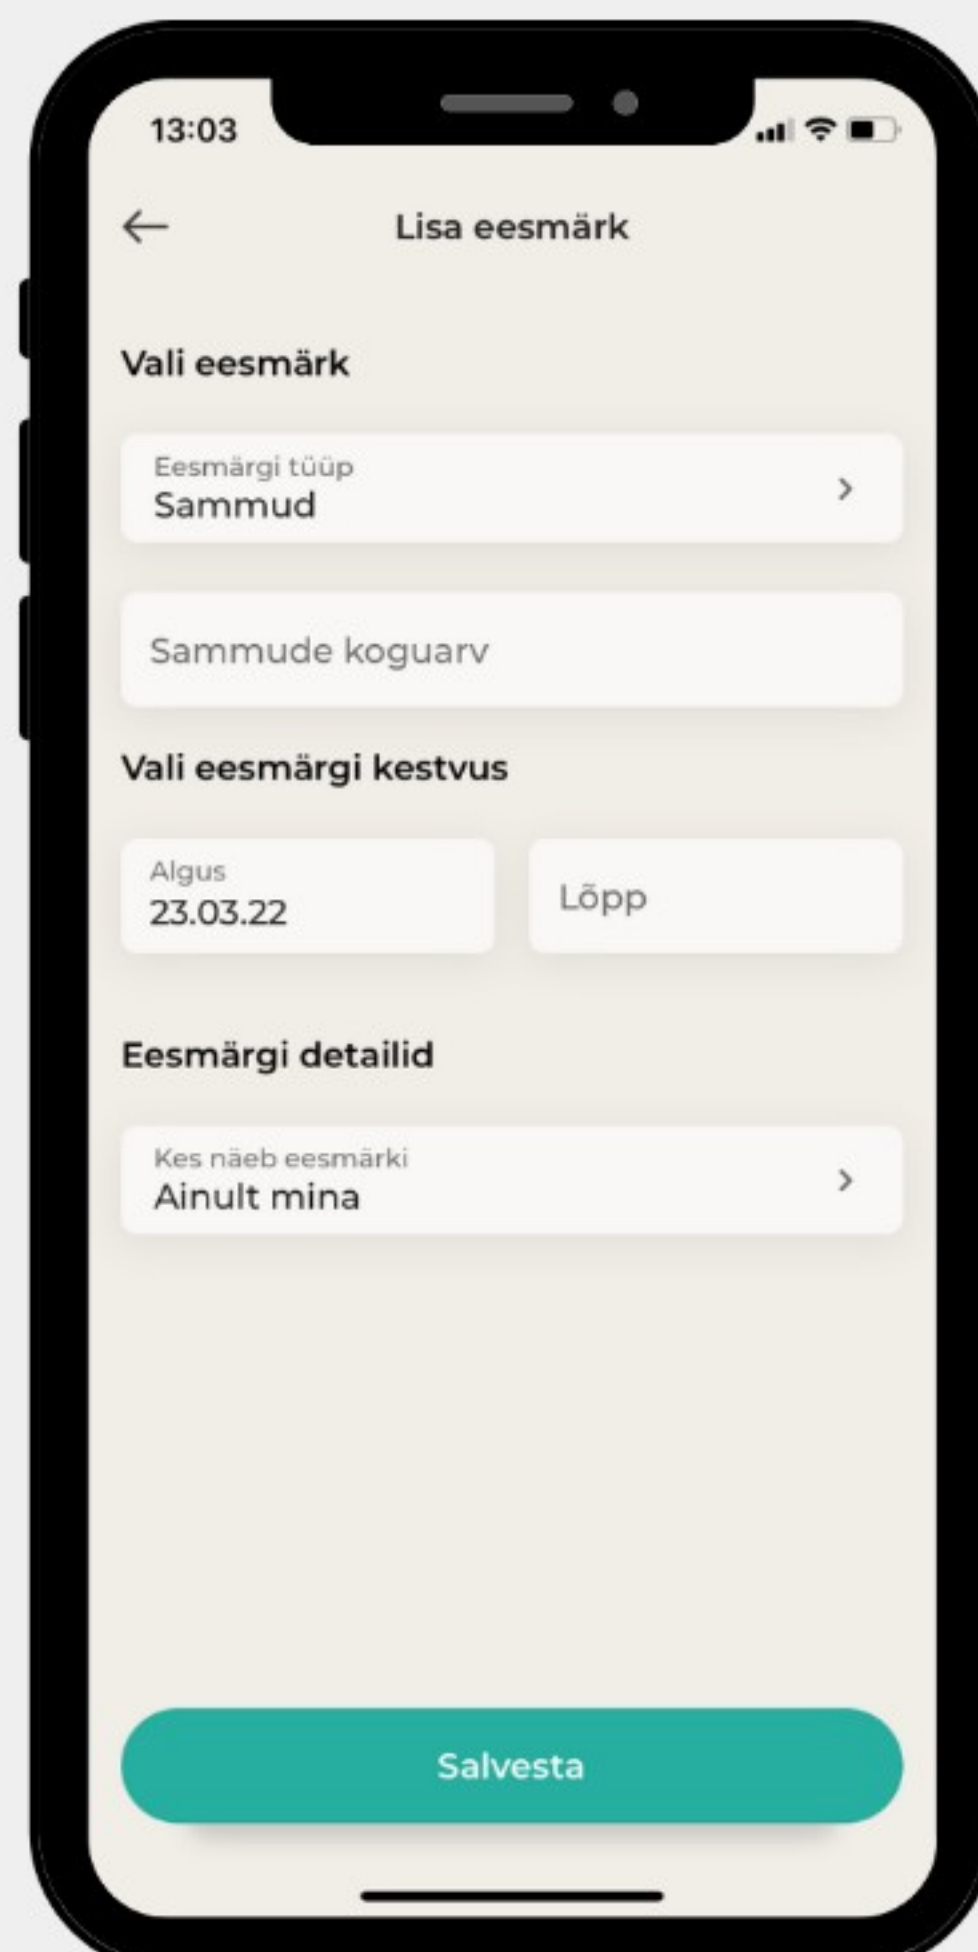 13:03
Lisa eesmärk
Vali eesmärk
Eesmärgi tüüp
Sammud
Sammude koguarv
Vali eesmärgi kestvus
Algus
23.03.22
Lõpp
Eesmärgi detailid
Kes näeb eesmärki
Ainult mina
Salvesta